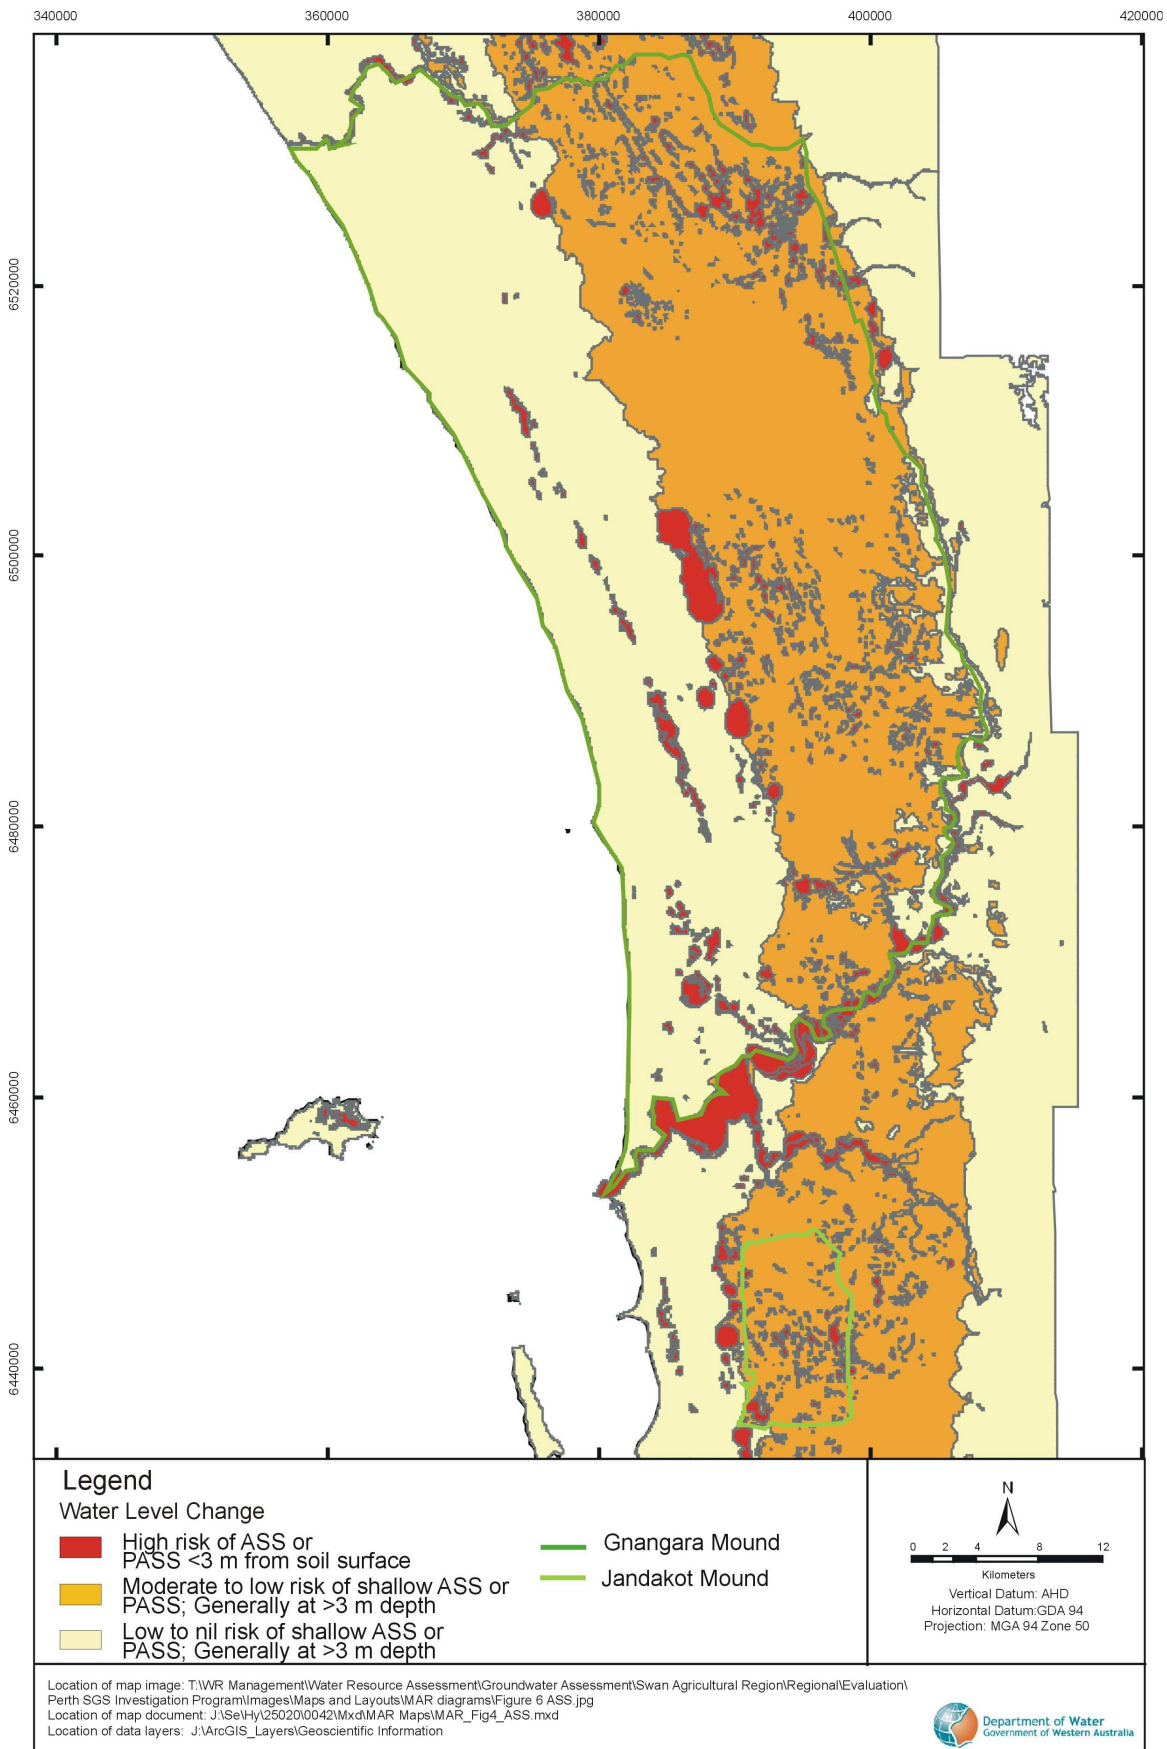 340000 360000 380000 400000 420000
6520000
6500000
6480000
6460000
6440000
Legend
Water Level Change
High risk of ASS or
PASS <3 m from soil surface
Moderate to low risk of shallow ASS or
PASS; Generally at >3 m depth
Low to nil risk of shallow ASS or
PASS; Generally at >3 m depth
Gnangara Mound
Jandakot Mound
N
0 2 4 8 12
Kilometers
Vertical Datum: AHD
Horizontal Datum:GDA 94
Projection: MGA 94 Zone 50
Location of map image: T:\WR Management\Water Resource Assessment\Groundwater Assessment\Swan Agricultural Region\Regional\Evaluation\
Perth SGS Investigation Program\Images\Maps and Layouts\MAR diagrams\Figure 6 ASS.jpg
Location of map document: J:\Se\Hy\25020\0042\Mxd\MAR Maps\MAR_Fig4_ASS.mxd
Location of data layers: J:\ArcGIS_Layers\Geoscientific Information
Department of Water
Government of Western Australia